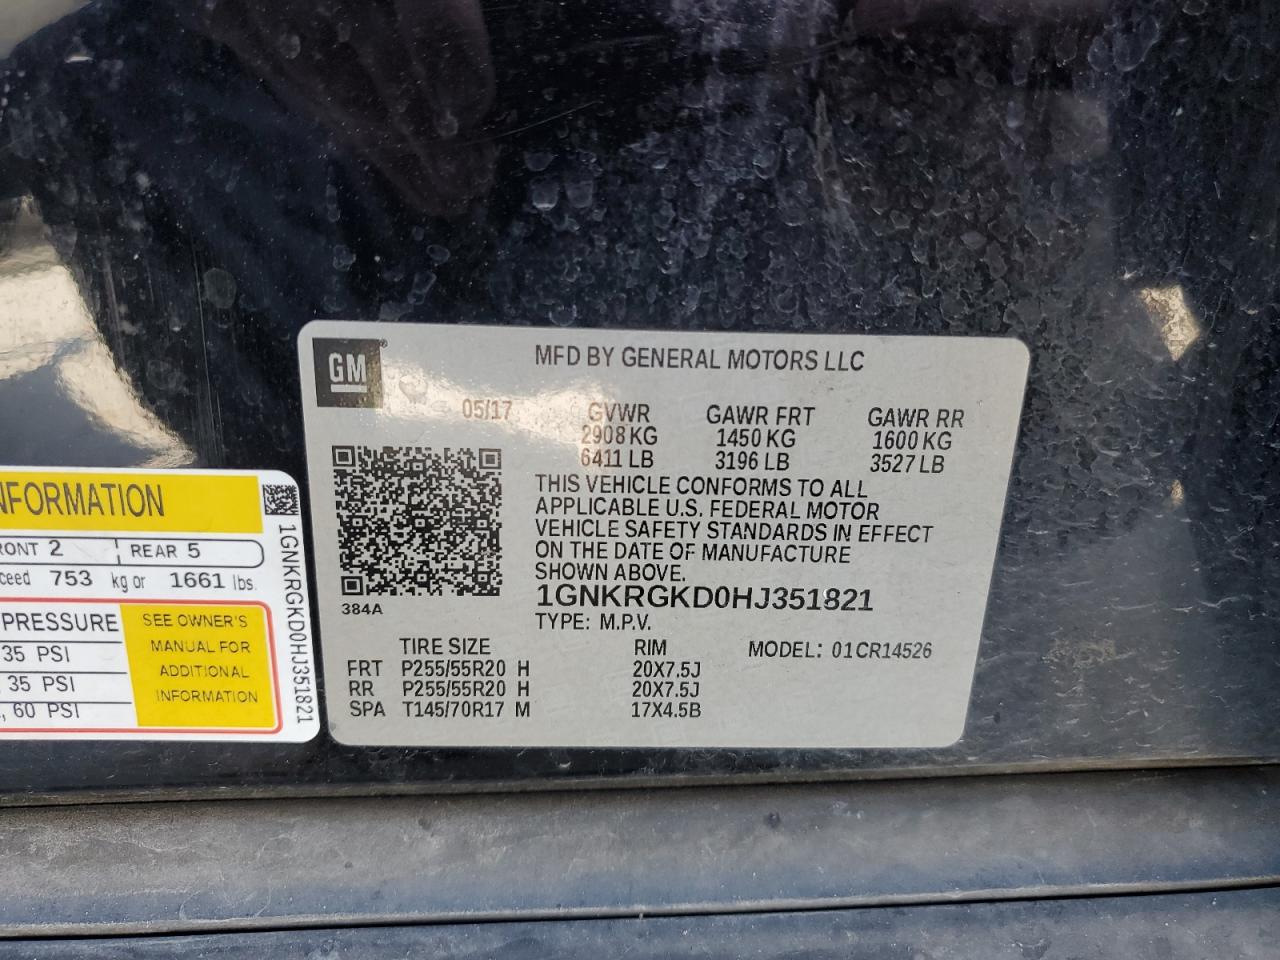 GM
®
MFD BY GENERAL MOTORS LLC
05/17
GVWR GAWR FRT GAWR RR
2908 KG 1450 KG 1600 KG
6411 LB 3196 LB 3527 LB
THIS VEHICLE CONFORMS TO ALL
APPLICABLE U.S. FEDERAL MOTOR
VEHICLE SAFETY STANDARDS IN EFFECT
ON THE DATE OF MANUFACTURE
SHOWN ABOVE.
1GNKRGKD0HJ351821
TYPE: M.P.V.
384A
TIRE SIZE RIM MODEL: 01CR14526
FRT P255/55R20 H 20X7.5J
RR P255/55R20 H 20X7.5J
SPA T145/70R17 M 17X4.5B
NFORMATION
RONT 2 REAR 5
ceed 753 kg or 1661 lbs.
PRESSURE
35 PSI
, 35 PSI
, 60 PSI
SEE OWNER'S
MANUAL FOR
ADDITIONAL
INFORMATION
1GNKRGKD0HJ351821